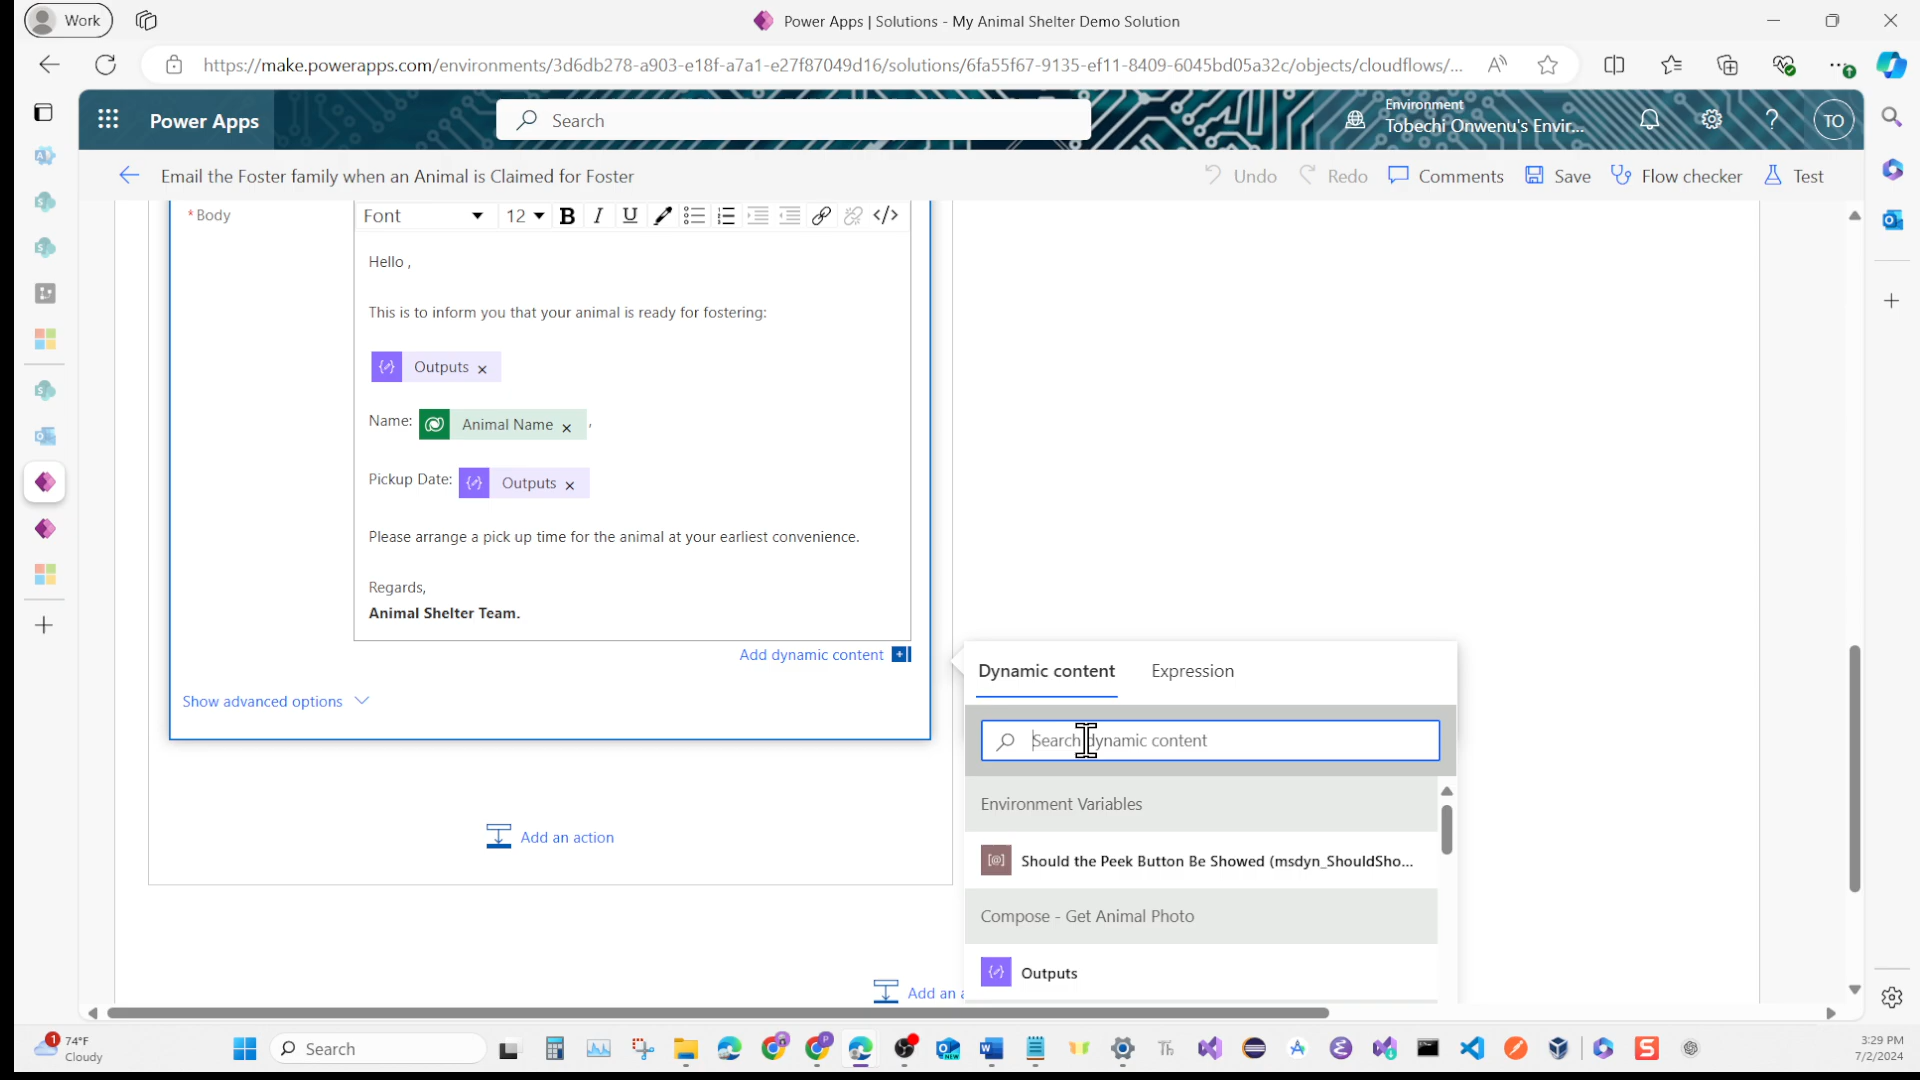 Work
Power Apps | Solutions - My Animal Shelter Demo Solution
https://make.powerapps.com/environments/3d6db278-a903-e18f-a7a1-e27f87049d16/solutions/6fa55f67-9135-ef11-8409-6045bd05a32c/objects/cloudflows/...
Power Apps
Search
Environment
Tobechi Onwenu's Envir...
TO
Email the Foster family when an Animal is Claimed for Foster
Undo
Redo
Comments
Save
Flow checker
Test
* Body
Font
12
B I U
</>
Hello ,
This is to inform you that your animal is ready for fostering:
Outputs ×
Name: Animal Name × ,
Pickup Date: Outputs ×
Please arrange a pick up time for the animal at your earliest convenience.
Regards,
Animal Shelter Team.
Add dynamic content
Show advanced options
Dynamic content
Expression
Search dynamic content
Environment Variables
Should the Peek Button Be Showed (msdyn_ShouldSho...
Compose - Get Animal Photo
Outputs
Add an action
Add an a
1
74°F
Cloudy
Search
3:29 PM
7/2/2024